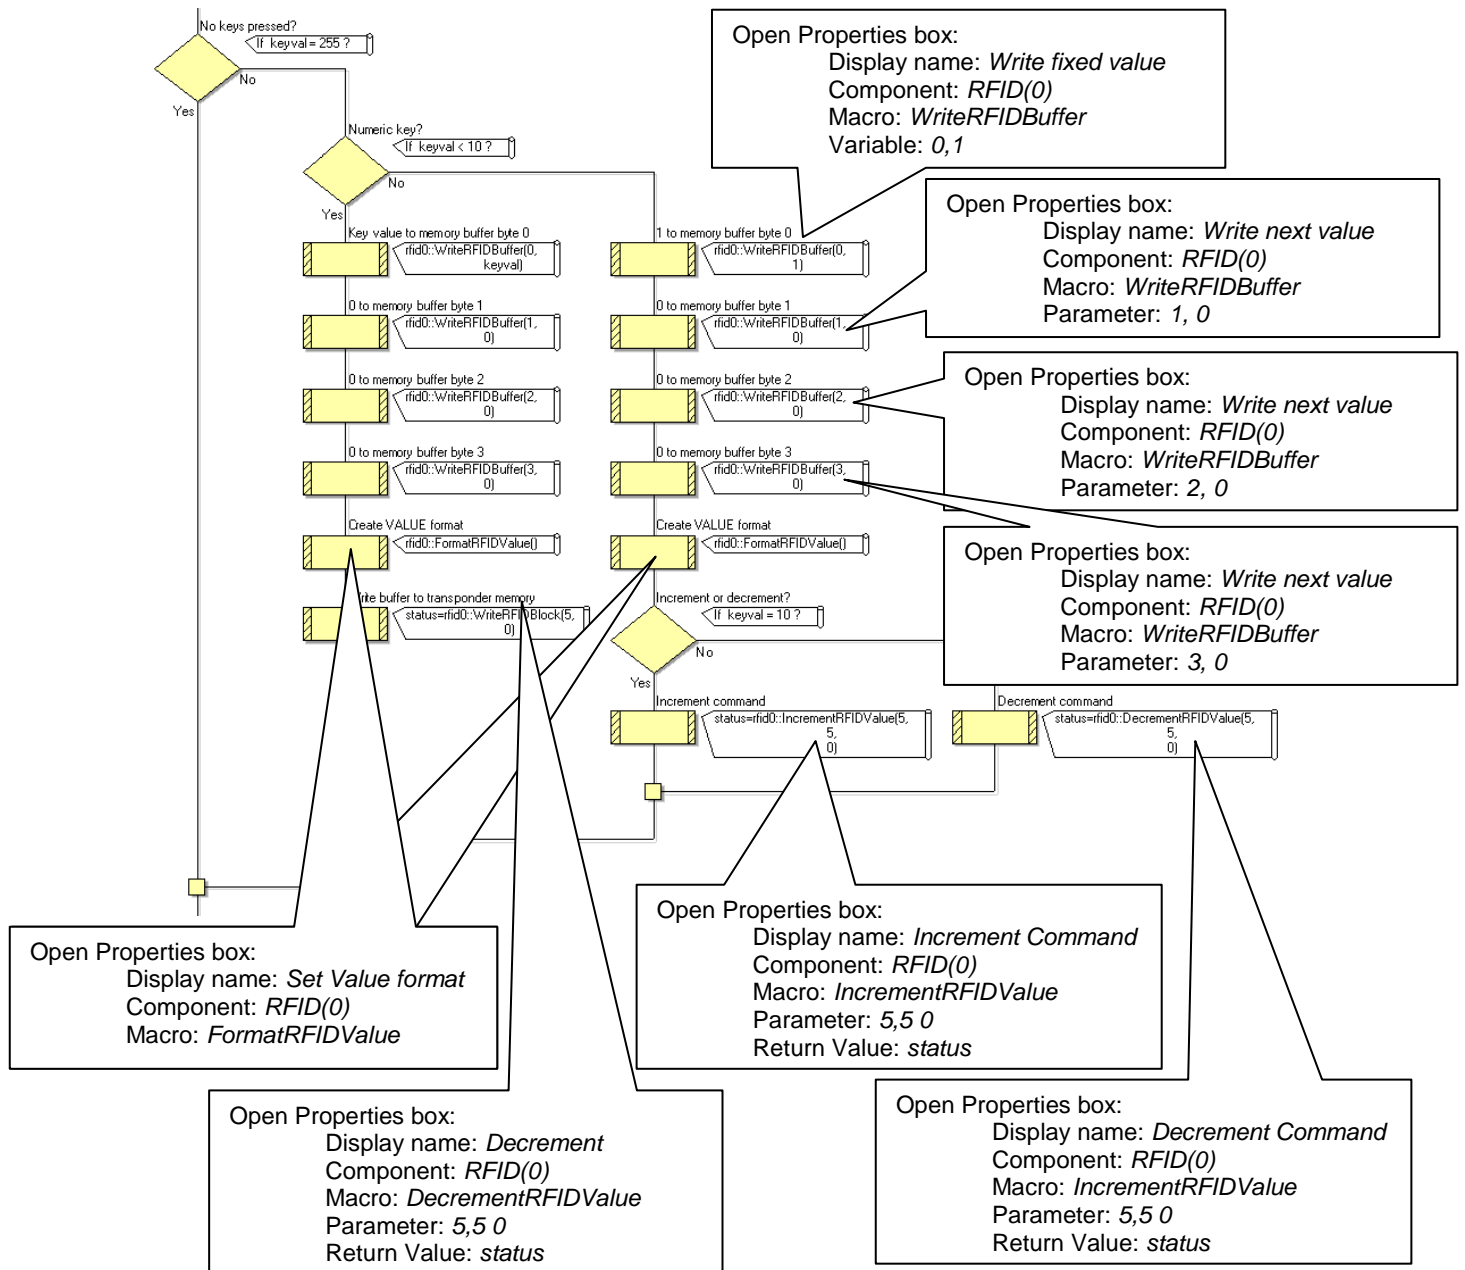 No keys pressed?
If keyval = 255 ?
No
Yes
Numeric key?
If keyval < 10 ?
No
Yes
Key value to memory buffer byte 0
rfid0::WriteRFIDBuffer(0,
keyval)
0 to memory buffer byte 1
rfid0::WriteRFIDBuffer(1,
0)
0 to memory buffer byte 2
rfid0::WriteRFIDBuffer(2,
0)
0 to memory buffer byte 3
rfid0::WriteRFIDBuffer(3,
0)
Create VALUE format
rfid0::FormatRFIDValue()
buffer to transponder memory
status=rfid0::WriteRFIDBlock(5,
0)
1 to memory buffer byte 0
rfid0::WriteRFIDBuffer(0,
1)
0 to memory buffer byte 1
rfid0::WriteRFIDBuffer(1,
0)
0 to memory buffer byte 2
rfid0::WriteRFIDBuffer(2,
0)
0 to memory buffer byte 3
rfid0::WriteRFIDBuffer(3,
0)
Create VALUE format
rfid0::FormatRFIDValue()
Increment or decrement?
If keyval = 10 ?
No
Yes
Increment command
status=rfid0::IncrementRFIDValue(5,
5,
0)
Decrement command
status=rfid0::DecrementRFIDValue(5,
5,
0)
Open Properties box:
Display name: Write fixed value
Component: RFID(0)
Macro: WriteRFIDBuffer
Variable: 0,1
Open Properties box:
Display name: Write next value
Component: RFID(0)
Macro: WriteRFIDBuffer
Parameter: 1, 0
Open Properties box:
Display name: Write next value
Component: RFID(0)
Macro: WriteRFIDBuffer
Parameter: 2, 0
Open Properties box:
Display name: Write next value
Component: RFID(0)
Macro: WriteRFIDBuffer
Parameter: 3, 0
Open Properties box:
Display name: Set Value format
Component: RFID(0)
Macro: FormatRFIDValue
Open Properties box:
Display name: Increment Command
Component: RFID(0)
Macro: IncrementRFIDValue
Parameter: 5,5 0
Return Value: status
Open Properties box:
Display name: Decrement
Component: RFID(0)
Macro: DecrementRFIDValue
Parameter: 5,5 0
Return Value: status
Open Properties box:
Display name: Decrement Command
Component: RFID(0)
Macro: IncrementRFIDValue
Parameter: 5,5 0
Return Value: status